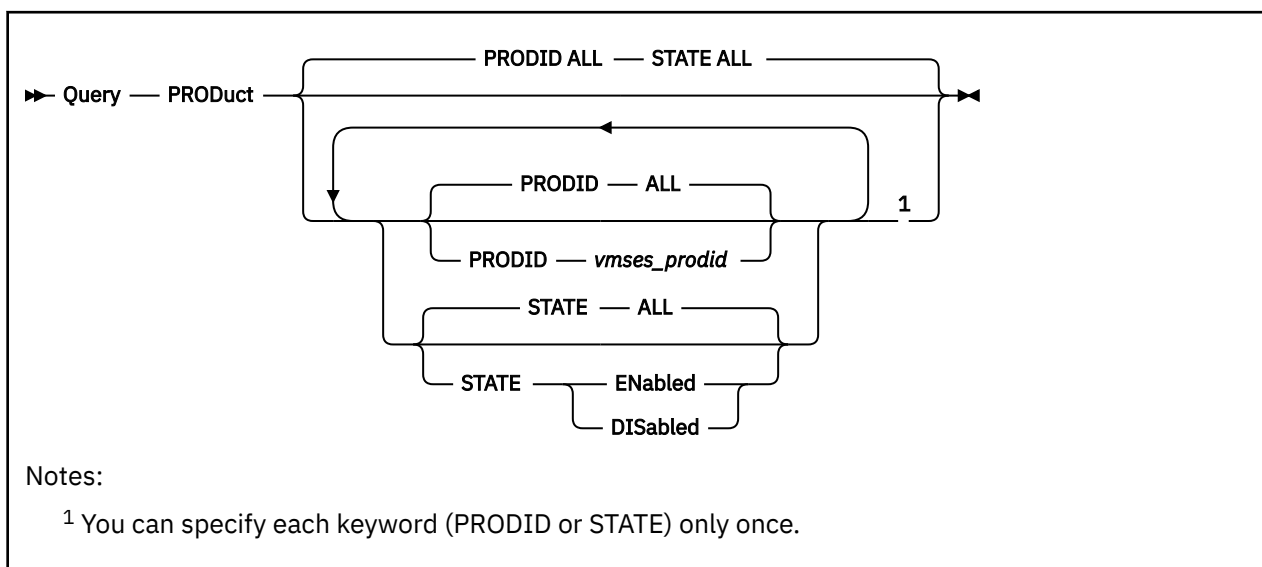 PRODID ALL STATE ALL
Query PRODuct
PRODID ALL
1
PRODID vmses_prodid
STATE ALL
STATE ENabled
DISabled
Notes:
1 You can specify each keyword (PRODID or STATE) only once.